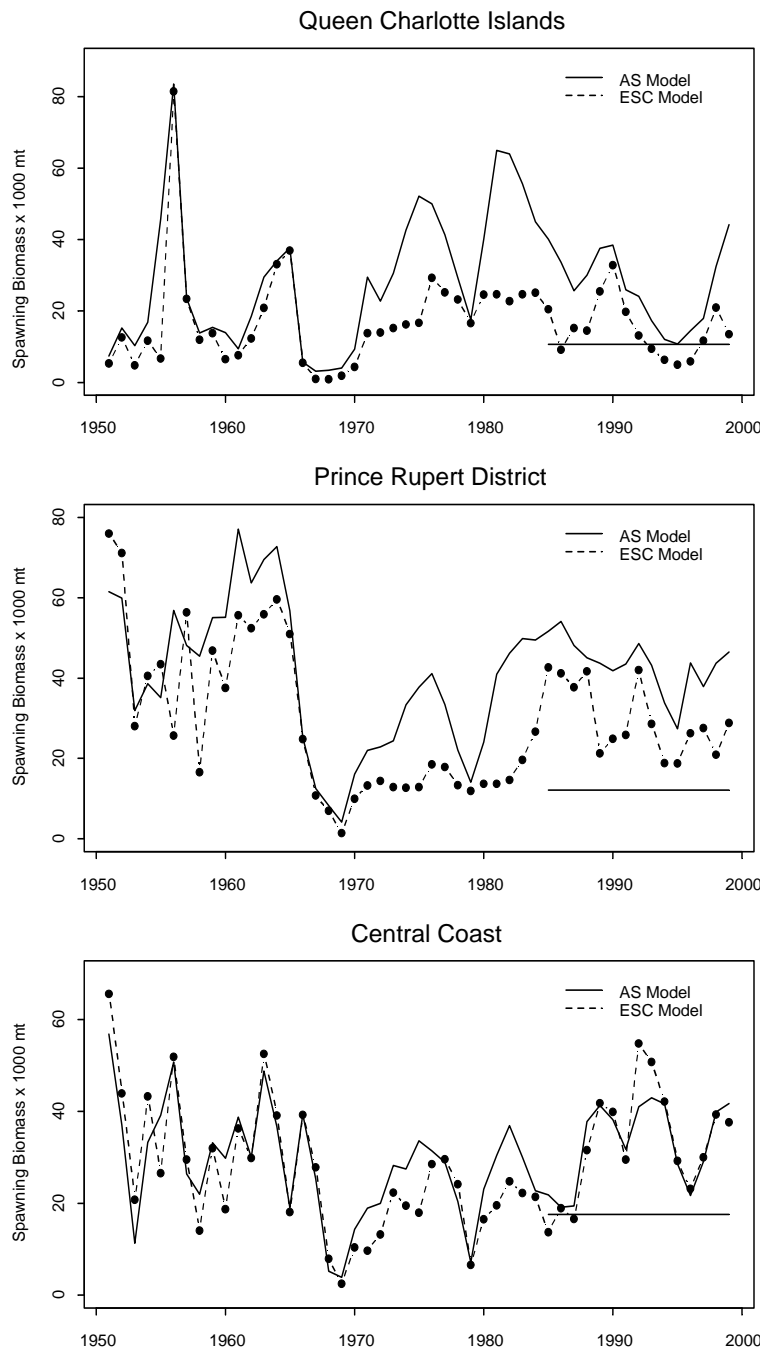 Queen Charlotte Islands
Spawning Biomass x 1000 mt
80
60
40
20
0
AS Model
ESC Model
1950 1960 1970 1980 1990 2000
Prince Rupert District
Spawning Biomass x 1000 mt
80
60
40
20
0
AS Model
ESC Model
1950 1960 1970 1980 1990 2000
Central Coast
Spawning Biomass x 1000 mt
60
40
20
0
AS Model
ESC Model
1950 1960 1970 1980 1990 2000